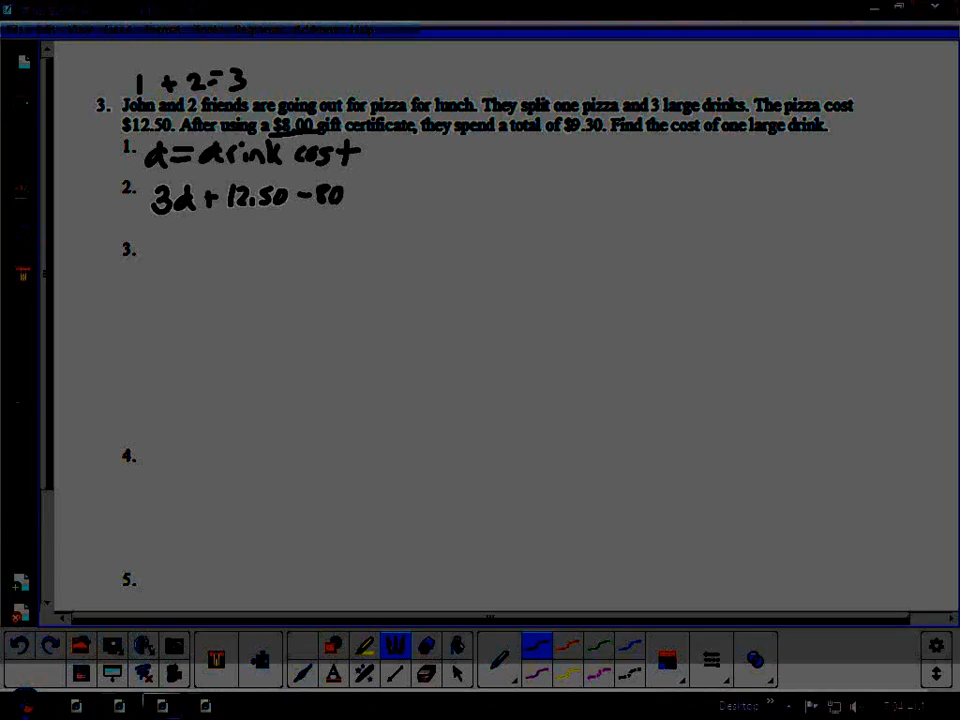 1 + 2 = 3
3. John and 2 friends are going out for pizza for lunch. They split one pizza and 3 large drinks. The pizza cost
$12.50. After using a $8.00 gift certificate, they spend a total of $9.30. Find the cost of one large drink.
1. d = drink cost
2. 3d + 12.50 - 80
3.
4.
5.
Desktop